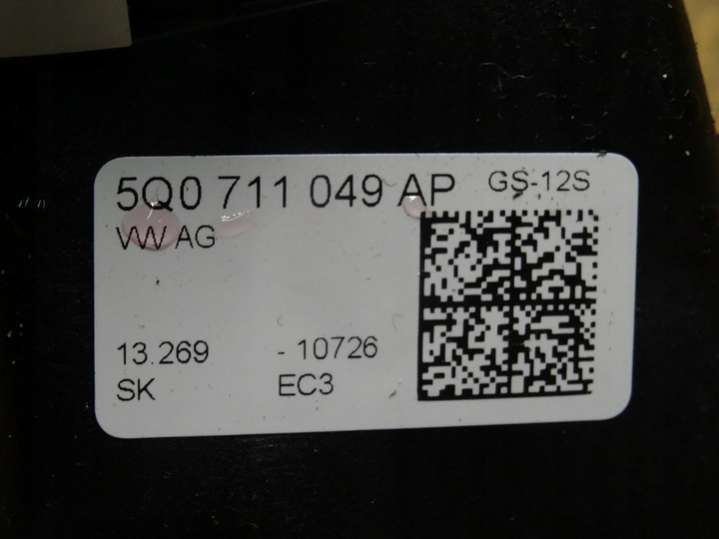 5Q0 711 049 AP GS-12S
VW AG
13.269 - 10726
SK EC3